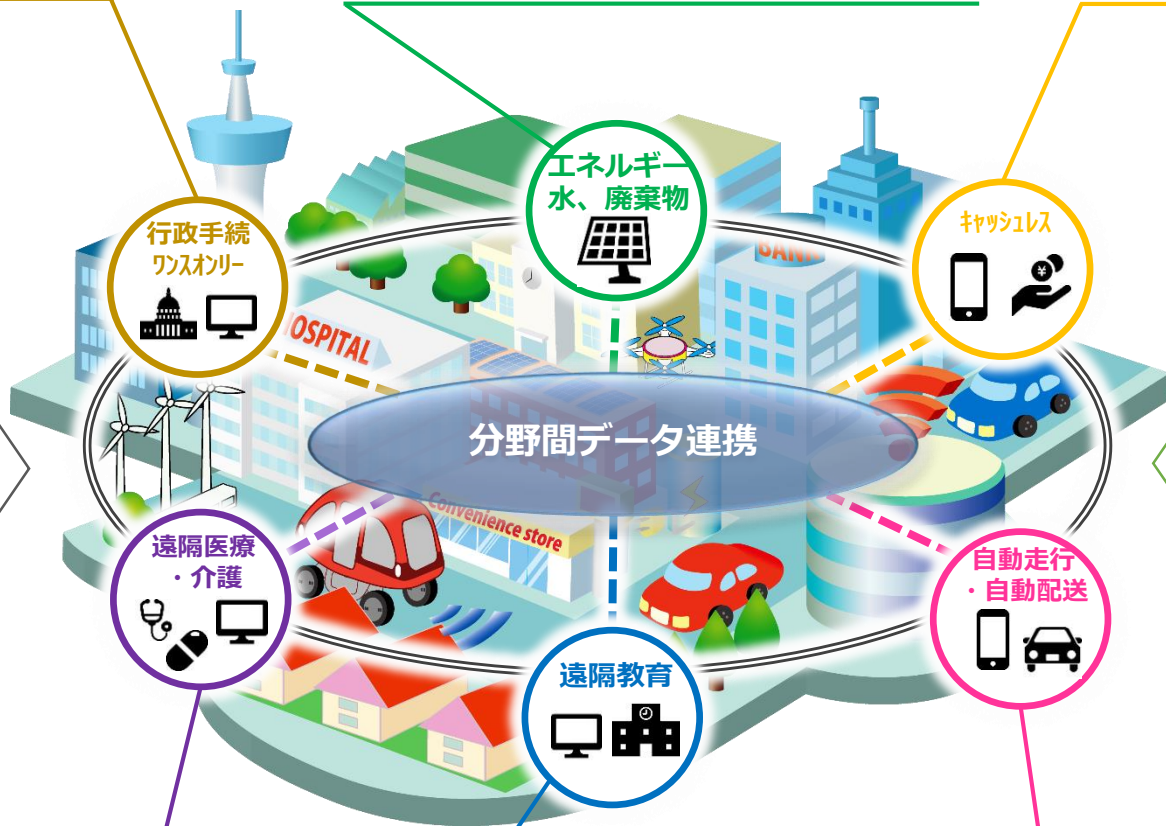 エネルギー
水、廃棄物
行政手続
ワンスオンリー
キャッシュレス
BANK
HOSPITAL
分野間データ連携
Convenience store
遠隔医療
・介護
自動走行
・自動配送
遠隔教育